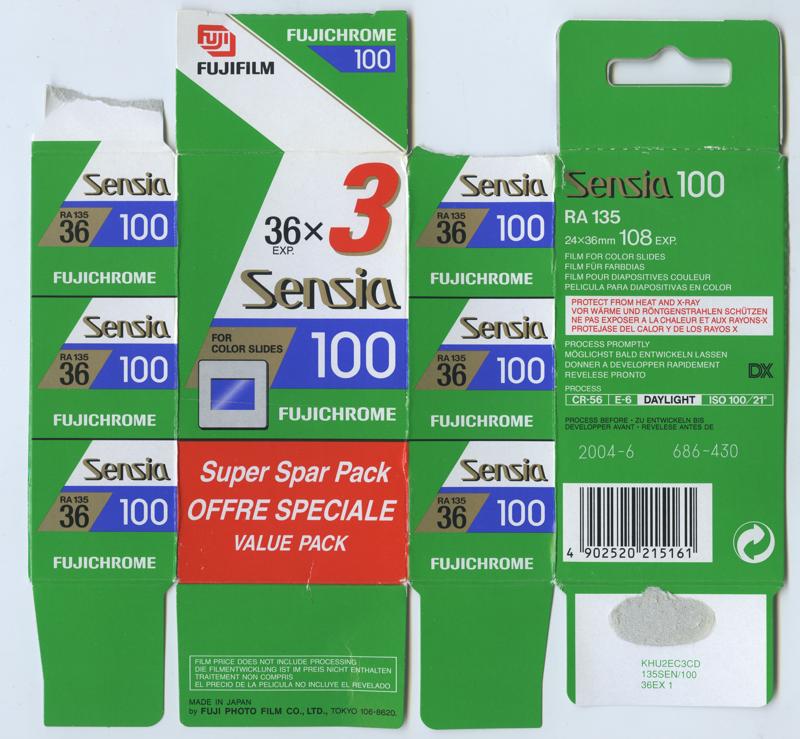 FUJI
FUJIFILM
FUJICHROME
100
Sensia
RA 135
36
100
FUJICHROME
Sensia
RA 135
36
100
FUJICHROME
Sensia
RA 135
36
100
FUJICHROME
36×3
EXP.
Sensia
FOR
COLOR SLIDES
100
FUJICHROME
Super Spar Pack
OFFRE SPECIALE
VALUE PACK
FILM PRICE DOES NOT INCLUDE PROCESSING
DIE FILMENTWICKLUNG IST IM PREIS NICHT ENTHALTEN
TRAITEMENT NON COMPRIS
EL PRECIO DE LA PELICULA NO INCLUYE EL REVELADO
MADE IN JAPAN
by FUJI PHOTO FILM CO., LTD., TOKYO 106-8620.
Sensia
RA 135
36
100
FUJICHROME
Sensia
RA 135
36
100
FUJICHROME
Sensia
RA 135
36
100
FUJICHROME
Sensia 100
RA 135
24×36mm 108 EXP.
FILM FOR COLOR SLIDES
FILM FÜR FARBDIAS
FILM POUR DIAPOSITIVES COULEUR
PELICULA PARA DIAPOSITIVAS EN COLOR
PROTECT FROM HEAT AND X-RAY
VOR WÄRME UND RÖNTGENSTRAHLEN SCHÜTZEN
NE PAS EXPOSER A LA CHALEUR ET AUX RAYONS-X
PROTEJASE DEL CALOR Y DE LOS RAYOS X
PROCESS PROMPTLY
MÖGLICHST BALD ENTWICKELN LASSEN
DONNER A DEVELOPPER RAPIDEMENT
REVELESE PRONTO
DX
PROCESS
CR-56 E-6 DAYLIGHT ISO 100/21°
PROCESS BEFORE · ZU ENTWICKELN BIS
DEVELOPPER AVANT · REVELESE ANTES DE
2004-6 686-430
4 902520 215161
KHU2EC3CD
135SEN/100
36EX 1